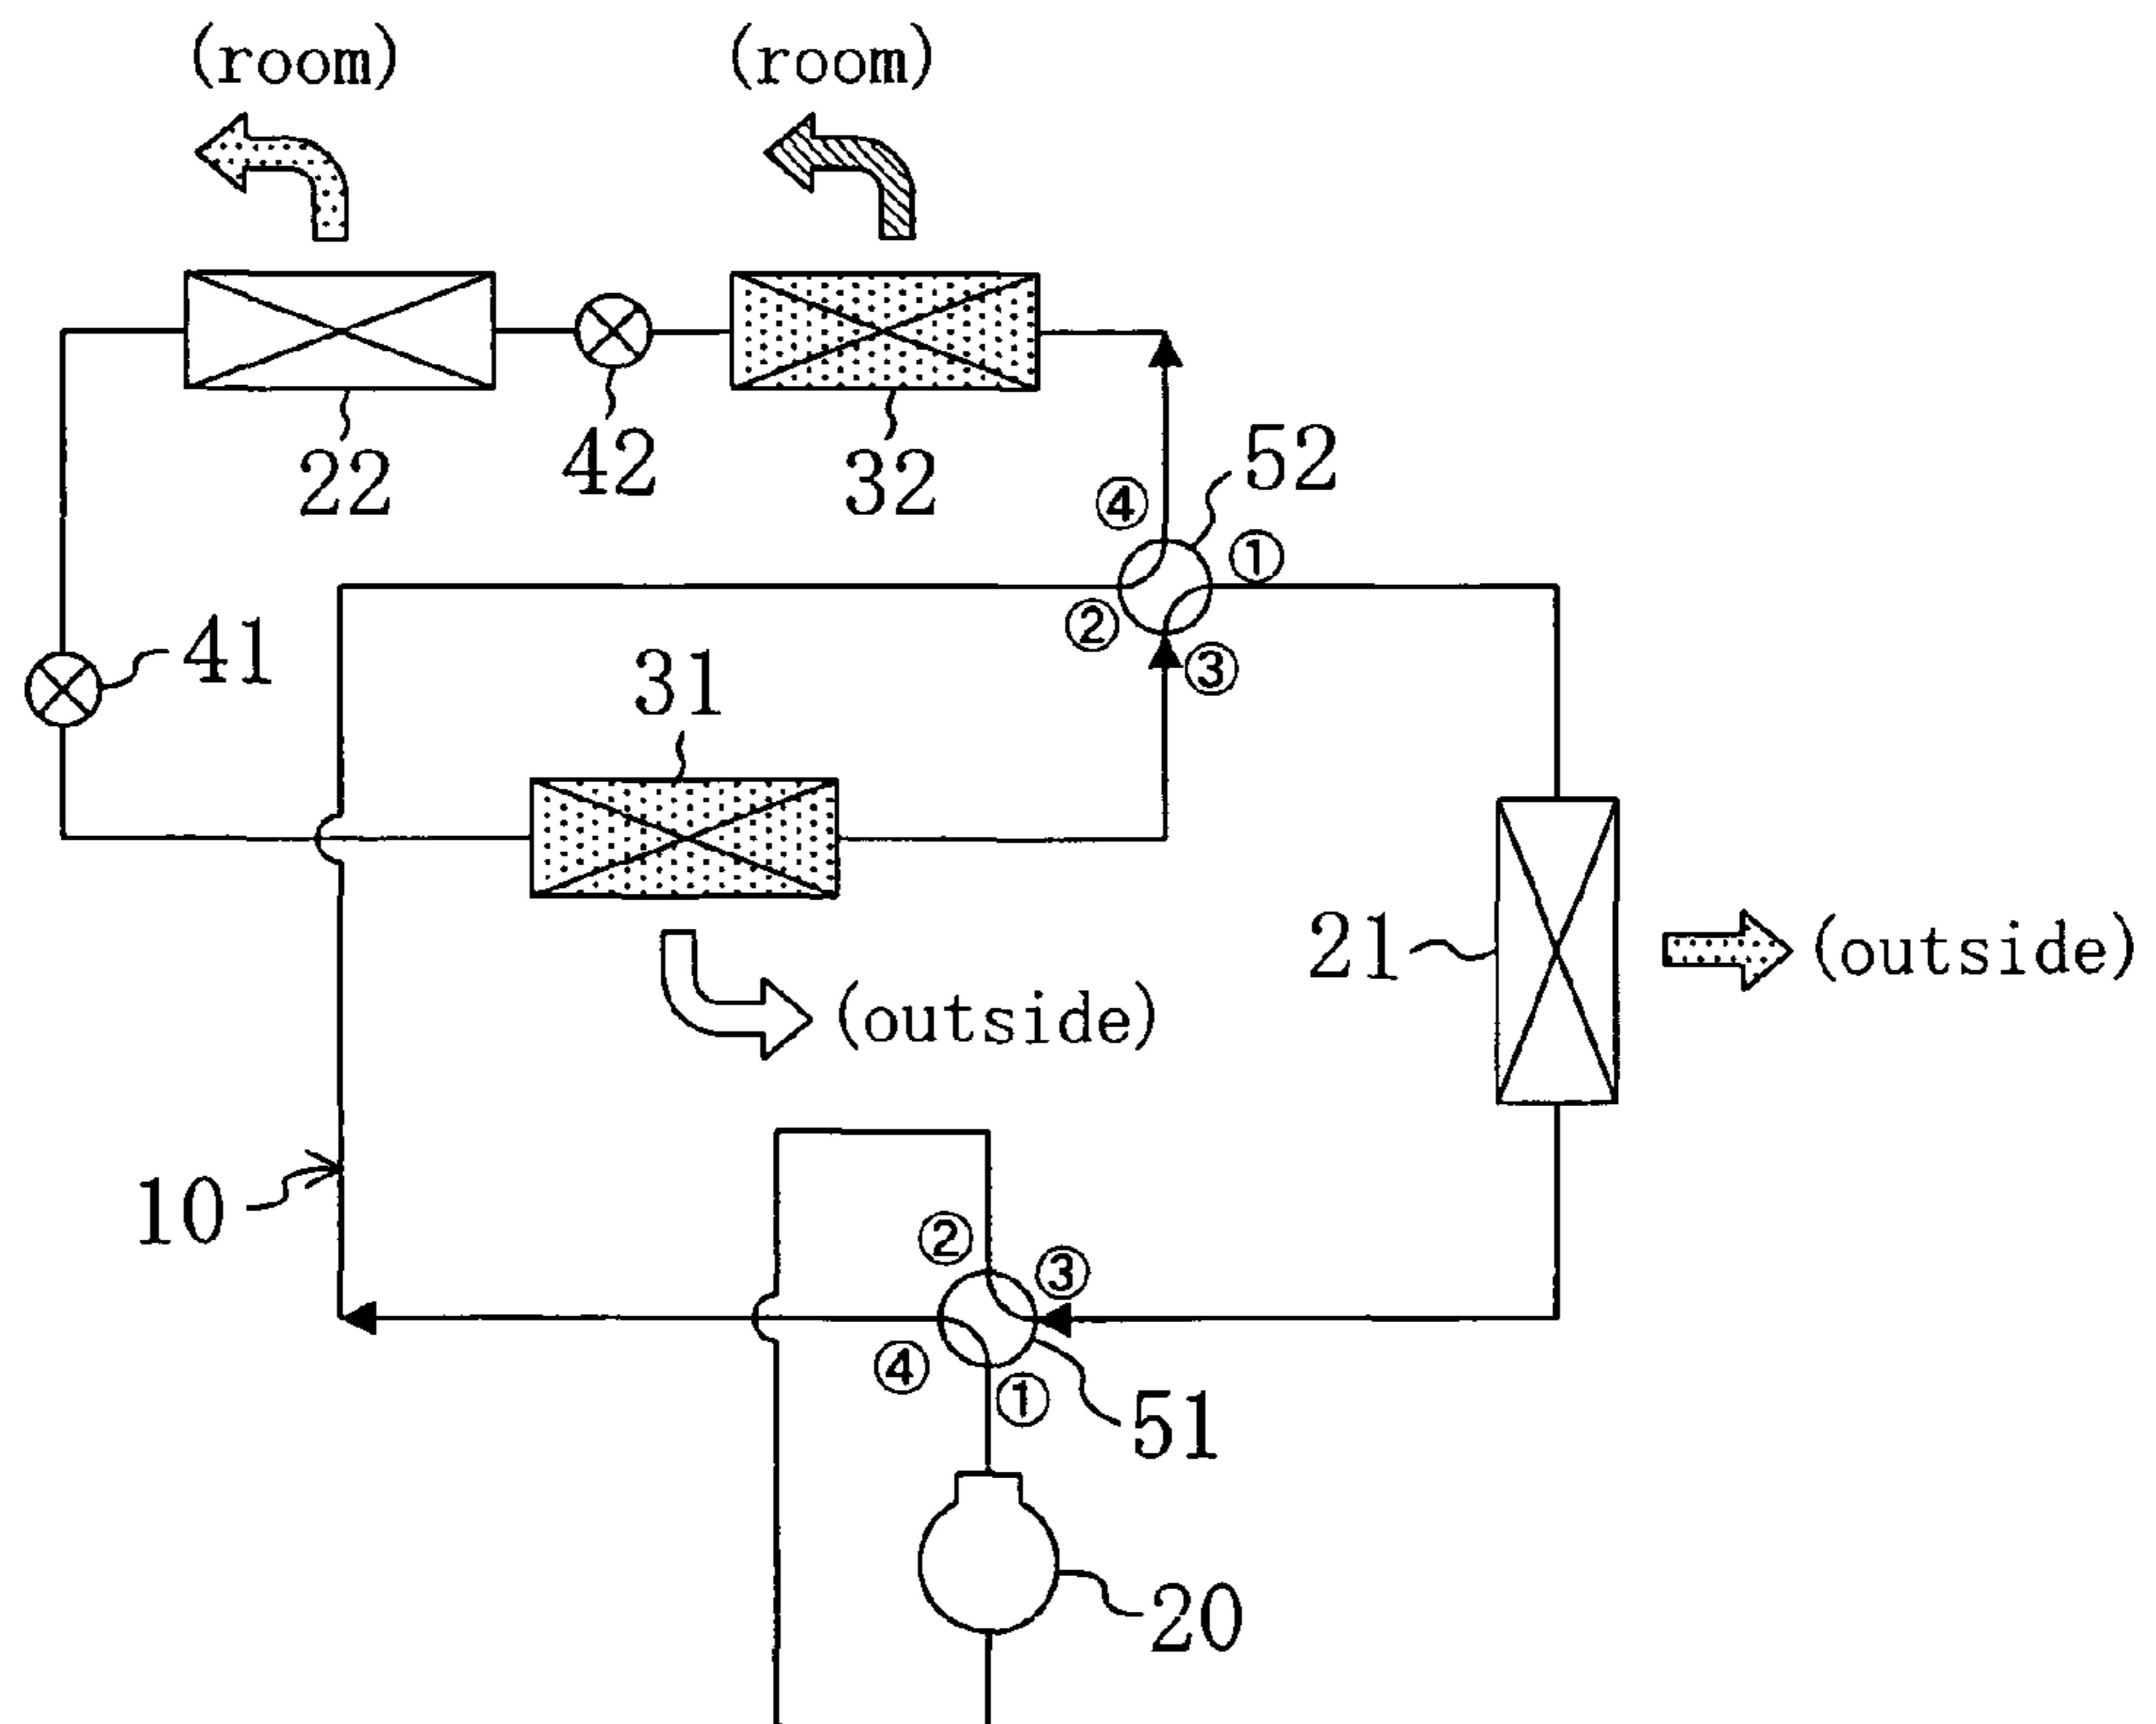 (room) (room)
22 42 32 52
④ ①
② ③
41 31
21 (outside)
(outside)
10
② ③
④ ①
51
20